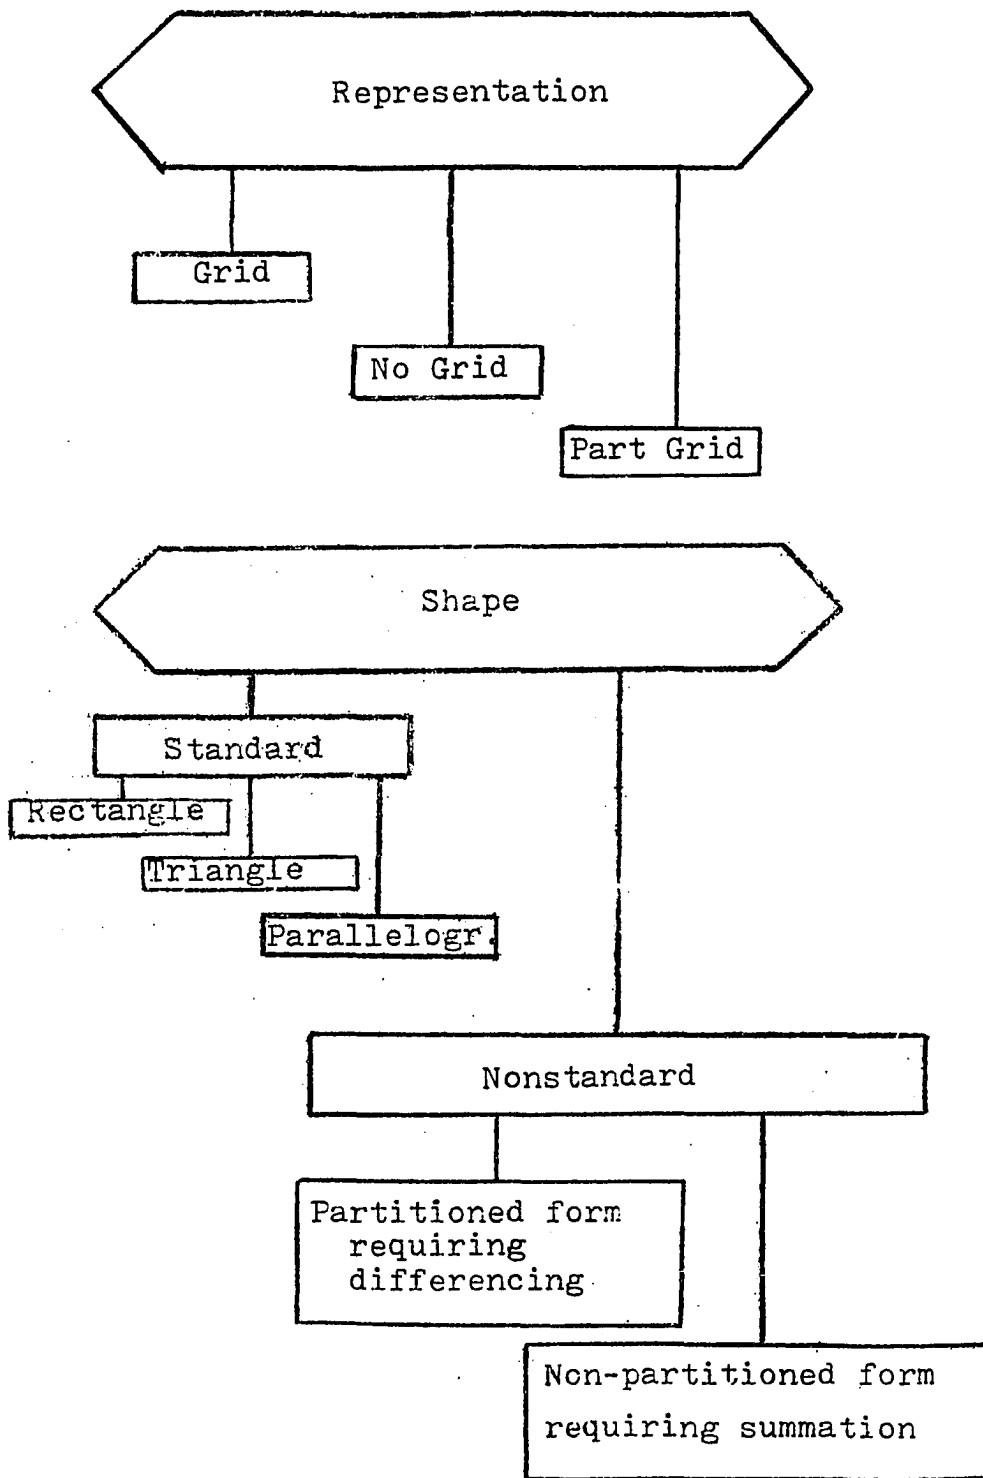 Representation
Grid
No Grid
Part Grid
Shape
Standard
Rectangle
Triangle
Parallelogr.
Nonstandard
Partitioned form
requiring
differencing
Non-partitioned form
requiring summation